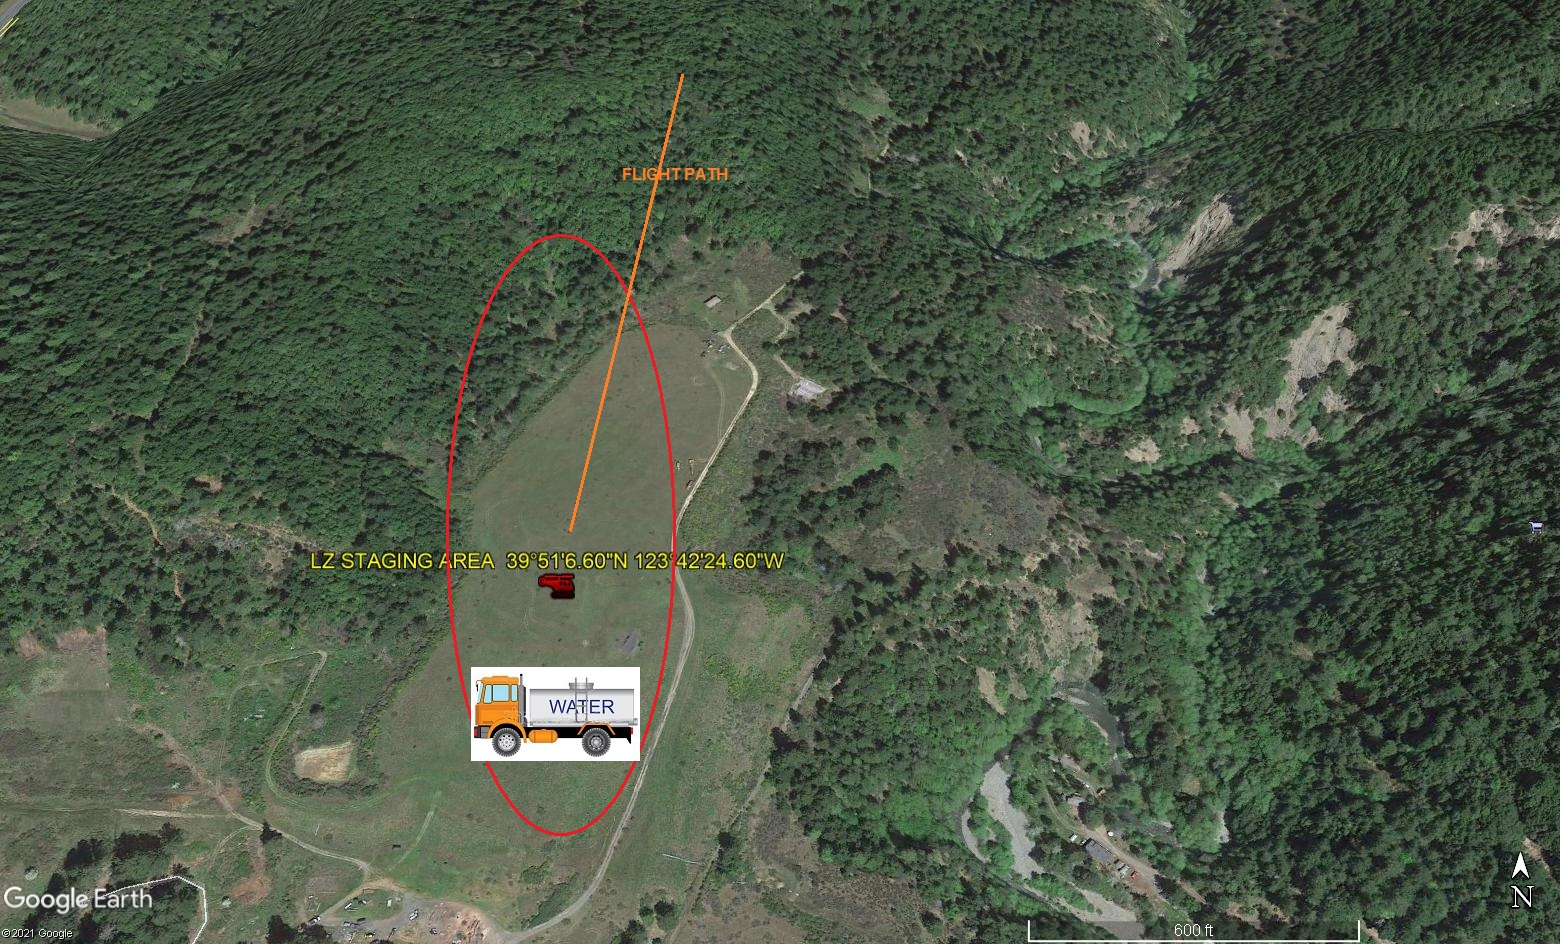 FLIGHT PATH
LZ STAGING AREA 39°51'6.60"N 123°42'24.60"W
WATER
Google Earth
N
©2021 Google
600 ft